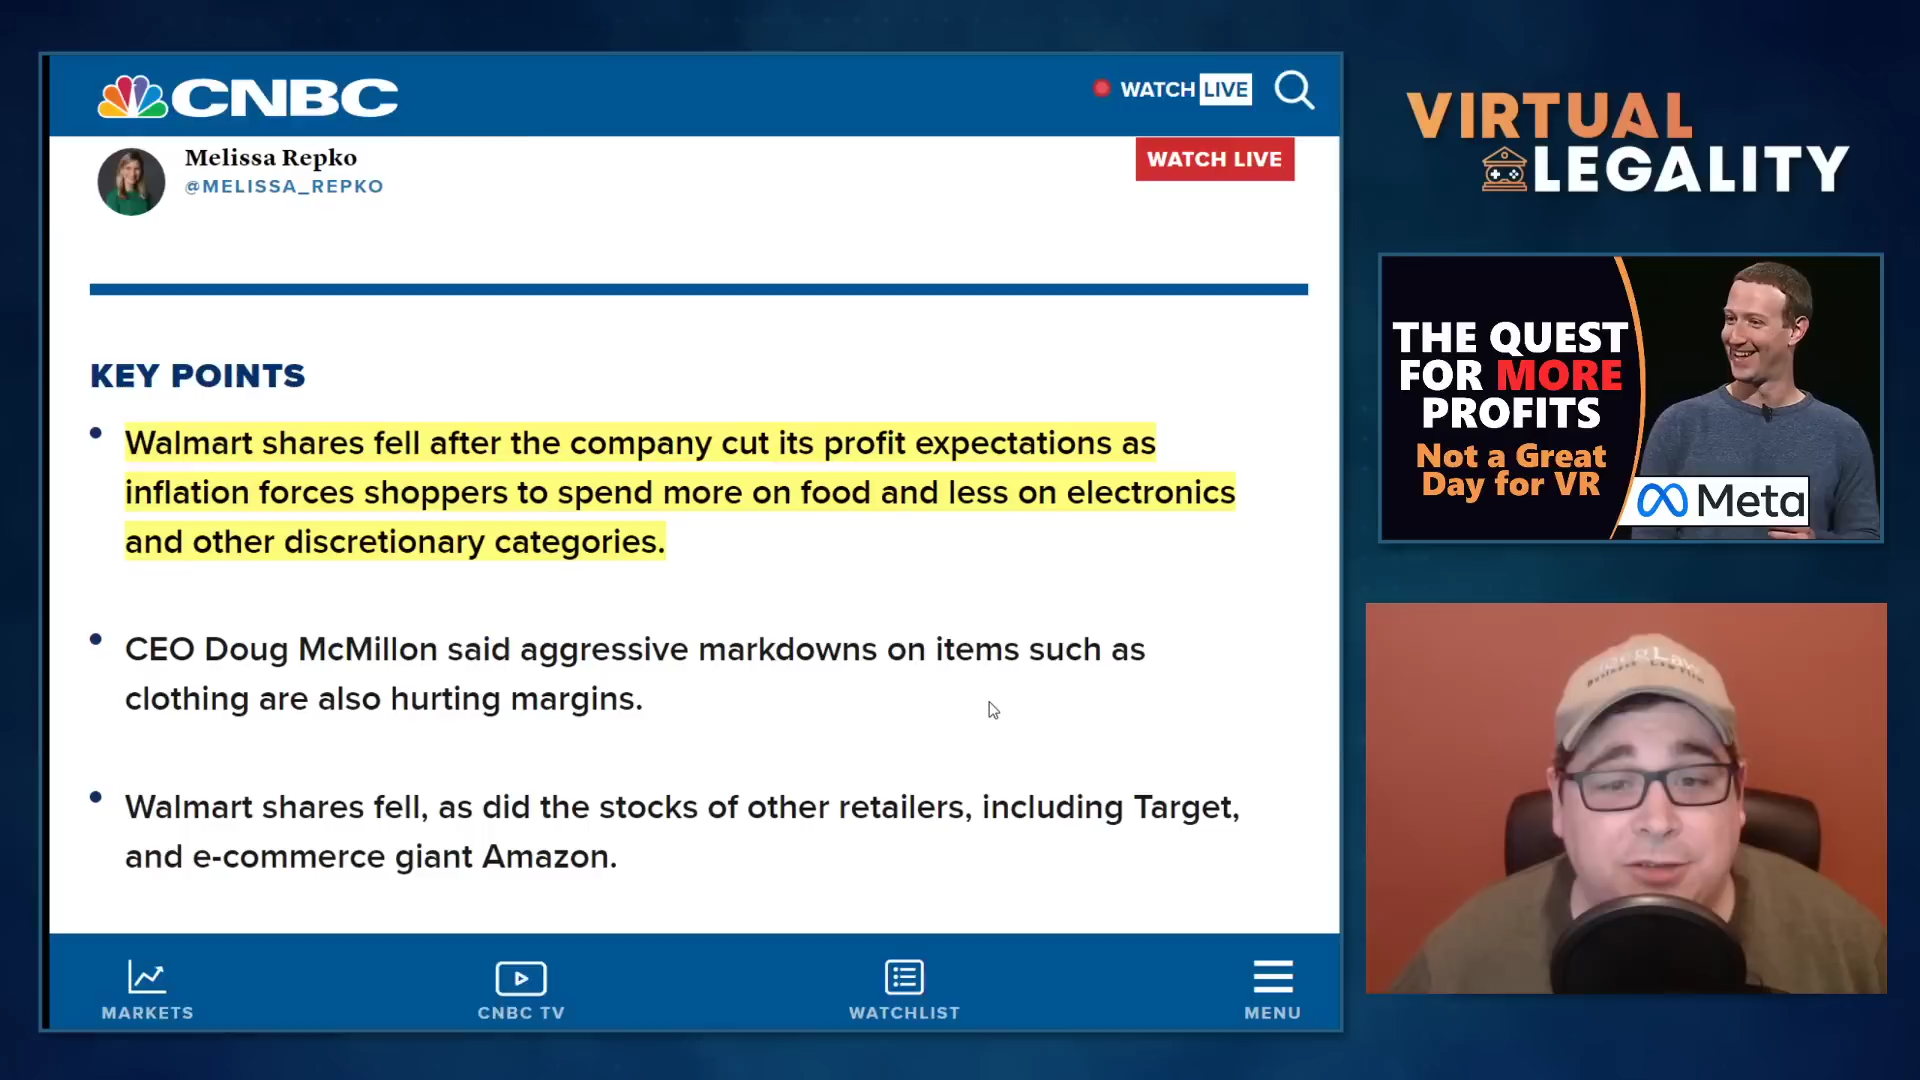 CNBC
WATCH LIVE
Melissa Repko
@MELISSA_REPKO
WATCH LIVE
KEY POINTS
• Walmart shares fell after the company cut its profit expectations as
inflation forces shoppers to spend more on food and less on electronics
and other discretionary categories.
• CEO Doug McMillon said aggressive markdowns on items such as
clothing are also hurting margins.
• Walmart shares fell, as did the stocks of other retailers, including Target,
and e-commerce giant Amazon.
MARKETS
CNBC TV
WATCHLIST
MENU
VIRTUAL
LEGALITY
THE QUEST
FOR MORE
PROFITS
Not a Great
Day for VR
Meta